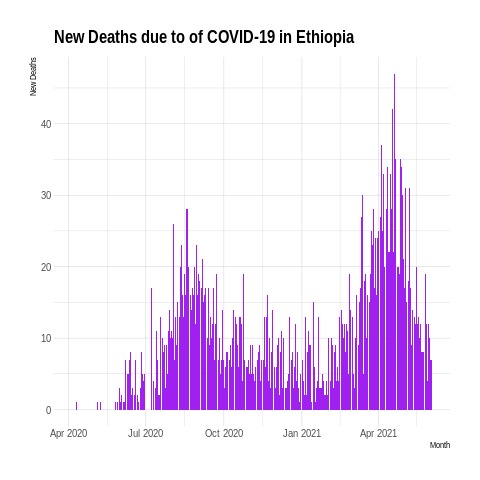 New Deaths due to of COVID-19 in Ethiopia
New Deaths
40
30
20
10
0
Apr 2020
Jul 2020
Oct 2020
Jan 2021
Apr 2021
Month